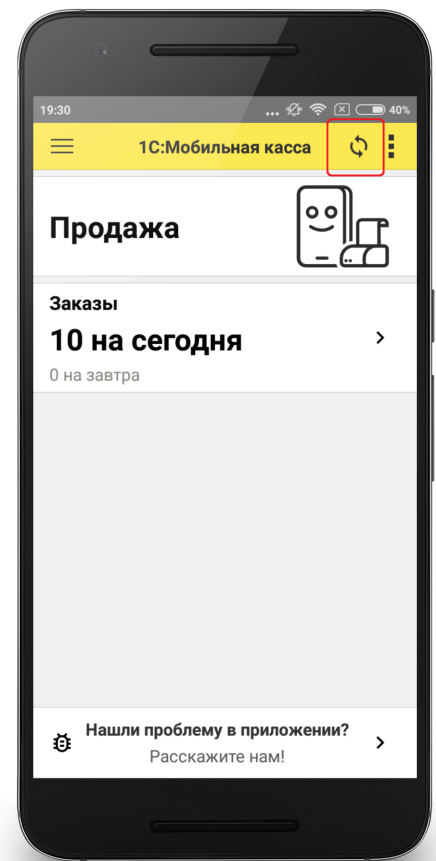 19:30 ... 40%
1С:Мобильная касса
Продажа
Заказы
10 на сегодня
0 на завтра
Нашли проблему в приложении?
Расскажите нам!